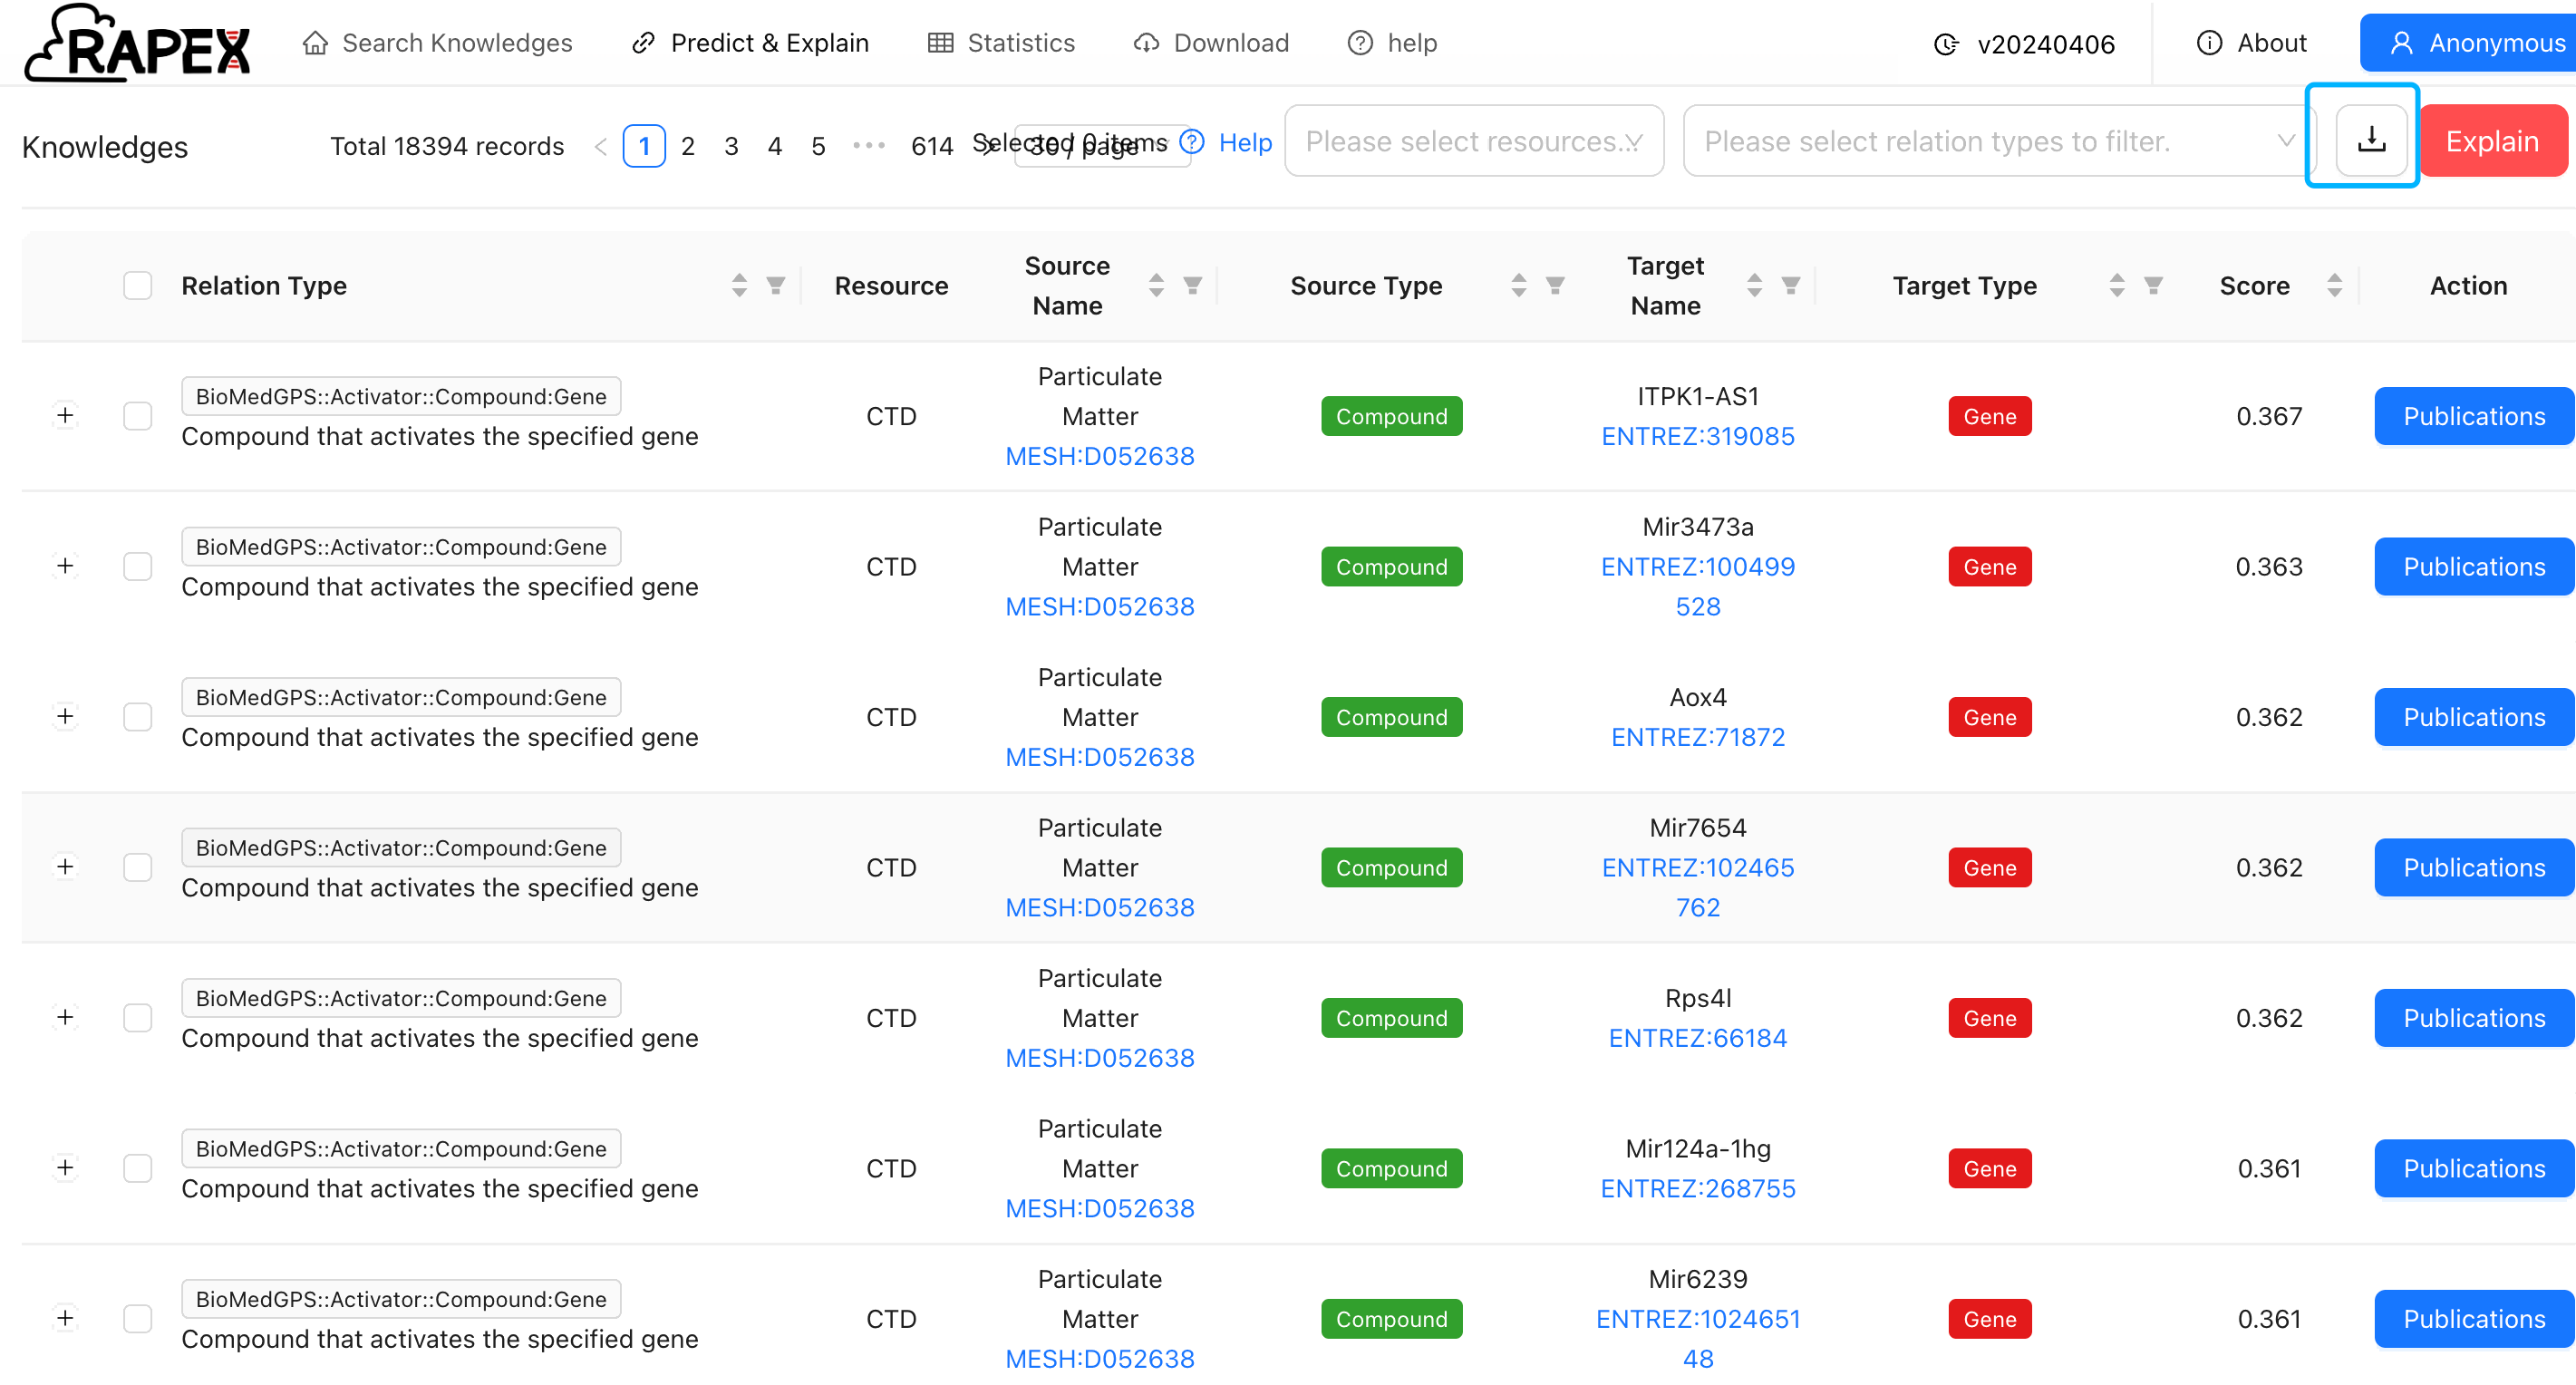 RAPEX
Search Knowledges
Predict & Explain
Statistics
Download
help
v20240406
About
Anonymous
Knowledges
Total 18394 records
1 2 3 4 5 ••• 614
30 / page
Selected 0 items
Help
Please select resources...
Please select relation types to filter.
Explain
Relation Type
Resource
Source
Name
Source Type
Target
Name
Target Type
Score
Action
BioMedGPS::Activator::Compound:Gene
Compound that activates the specified gene
CTD
Particulate
Matter
MESH:D052638
Compound
ITPK1-AS1
ENTREZ:319085
Gene
0.367
Publications
BioMedGPS::Activator::Compound:Gene
Compound that activates the specified gene
CTD
Particulate
Matter
MESH:D052638
Compound
Mir3473a
ENTREZ:100499
528
Gene
0.363
Publications
BioMedGPS::Activator::Compound:Gene
Compound that activates the specified gene
CTD
Particulate
Matter
MESH:D052638
Compound
Aox4
ENTREZ:71872
Gene
0.362
Publications
BioMedGPS::Activator::Compound:Gene
Compound that activates the specified gene
CTD
Particulate
Matter
MESH:D052638
Compound
Mir7654
ENTREZ:102465
762
Gene
0.362
Publications
BioMedGPS::Activator::Compound:Gene
Compound that activates the specified gene
CTD
Particulate
Matter
MESH:D052638
Compound
Rps4l
ENTREZ:66184
Gene
0.362
Publications
BioMedGPS::Activator::Compound:Gene
Compound that activates the specified gene
CTD
Particulate
Matter
MESH:D052638
Compound
Mir124a-1hg
ENTREZ:268755
Gene
0.361
Publications
BioMedGPS::Activator::Compound:Gene
Compound that activates the specified gene
CTD
Particulate
Matter
MESH:D052638
Compound
Mir6239
ENTREZ:1024651
48
Gene
0.361
Publications